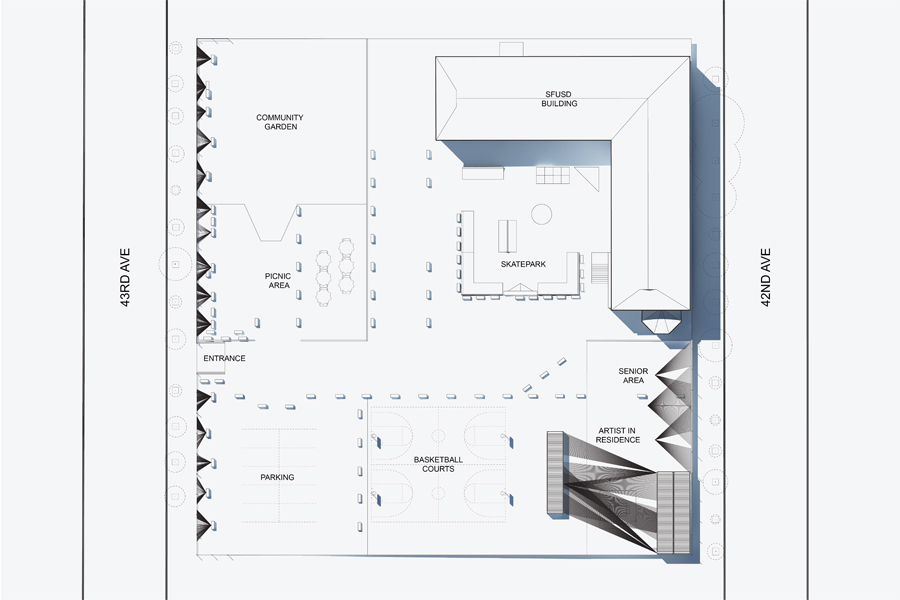 SFUSD
BUILDING
COMMUNITY
GARDEN
43RD AVE
42ND AVE
SKATEPARK
PICNIC
AREA
ENTRANCE
SENIOR
AREA
ARTIST IN
RESIDENCE
BASKETBALL
COURTS
PARKING